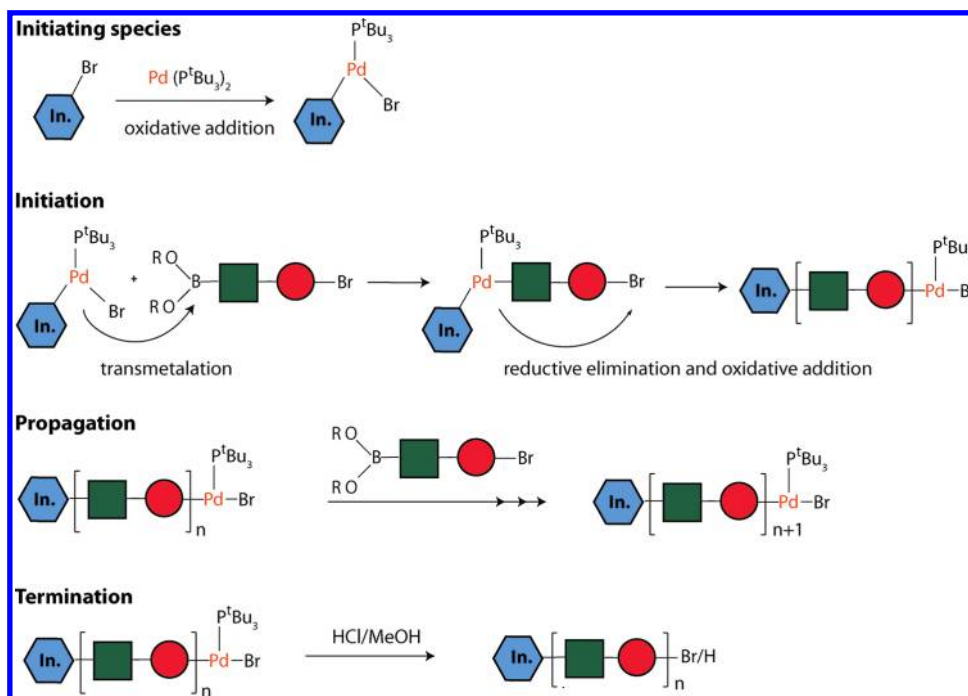 Initiating species
Br
In.
Pd (PᵗBu₃)₂
oxidative addition
PᵗBu₃
Pd
Br
In.
Initiation
PᵗBu₃
Pd
Br
In.
+
R O
B
RO
Br
transmetalation
PᵗBu₃
Pd
Br
In.
reductive elimination and oxidative addition
PᵗBu
In.
Pd
Propagation
PᵗBu₃
In.
Pd
Br
n
R O
B
RO
Br
PᵗBu₃
In.
Pd
Br
n+1
Termination
PᵗBu₃
In.
Pd
Br
n
HCl/MeOH
In.
Br/H
n